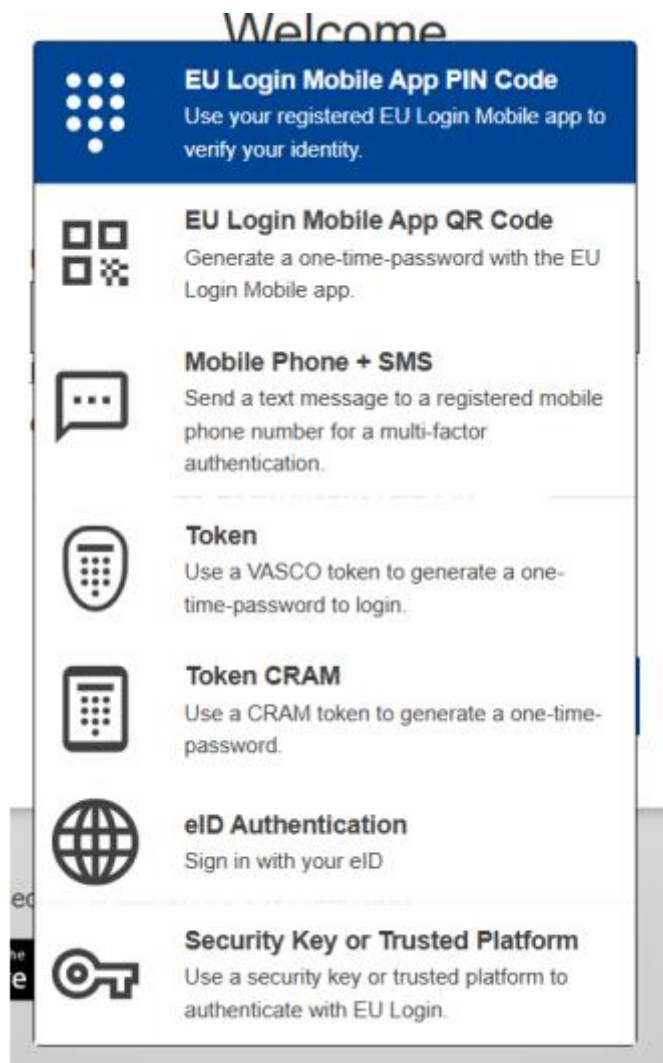 Welcome
EU Login Mobile App PIN Code
Use your registered EU Login Mobile app to
verify your identity.
EU Login Mobile App QR Code
Generate a one-time-password with the EU
Login Mobile app.
Mobile Phone + SMS
Send a text message to a registered mobile
phone number for a multi-factor
authentication.
Token
Use a VASCO token to generate a one-
time-password to login.
Token CRAM
Use a CRAM token to generate a one-time-
password.
eID Authentication
Sign in with your eID
Security Key or Trusted Platform
Use a security key or trusted platform to
authenticate with EU Login.